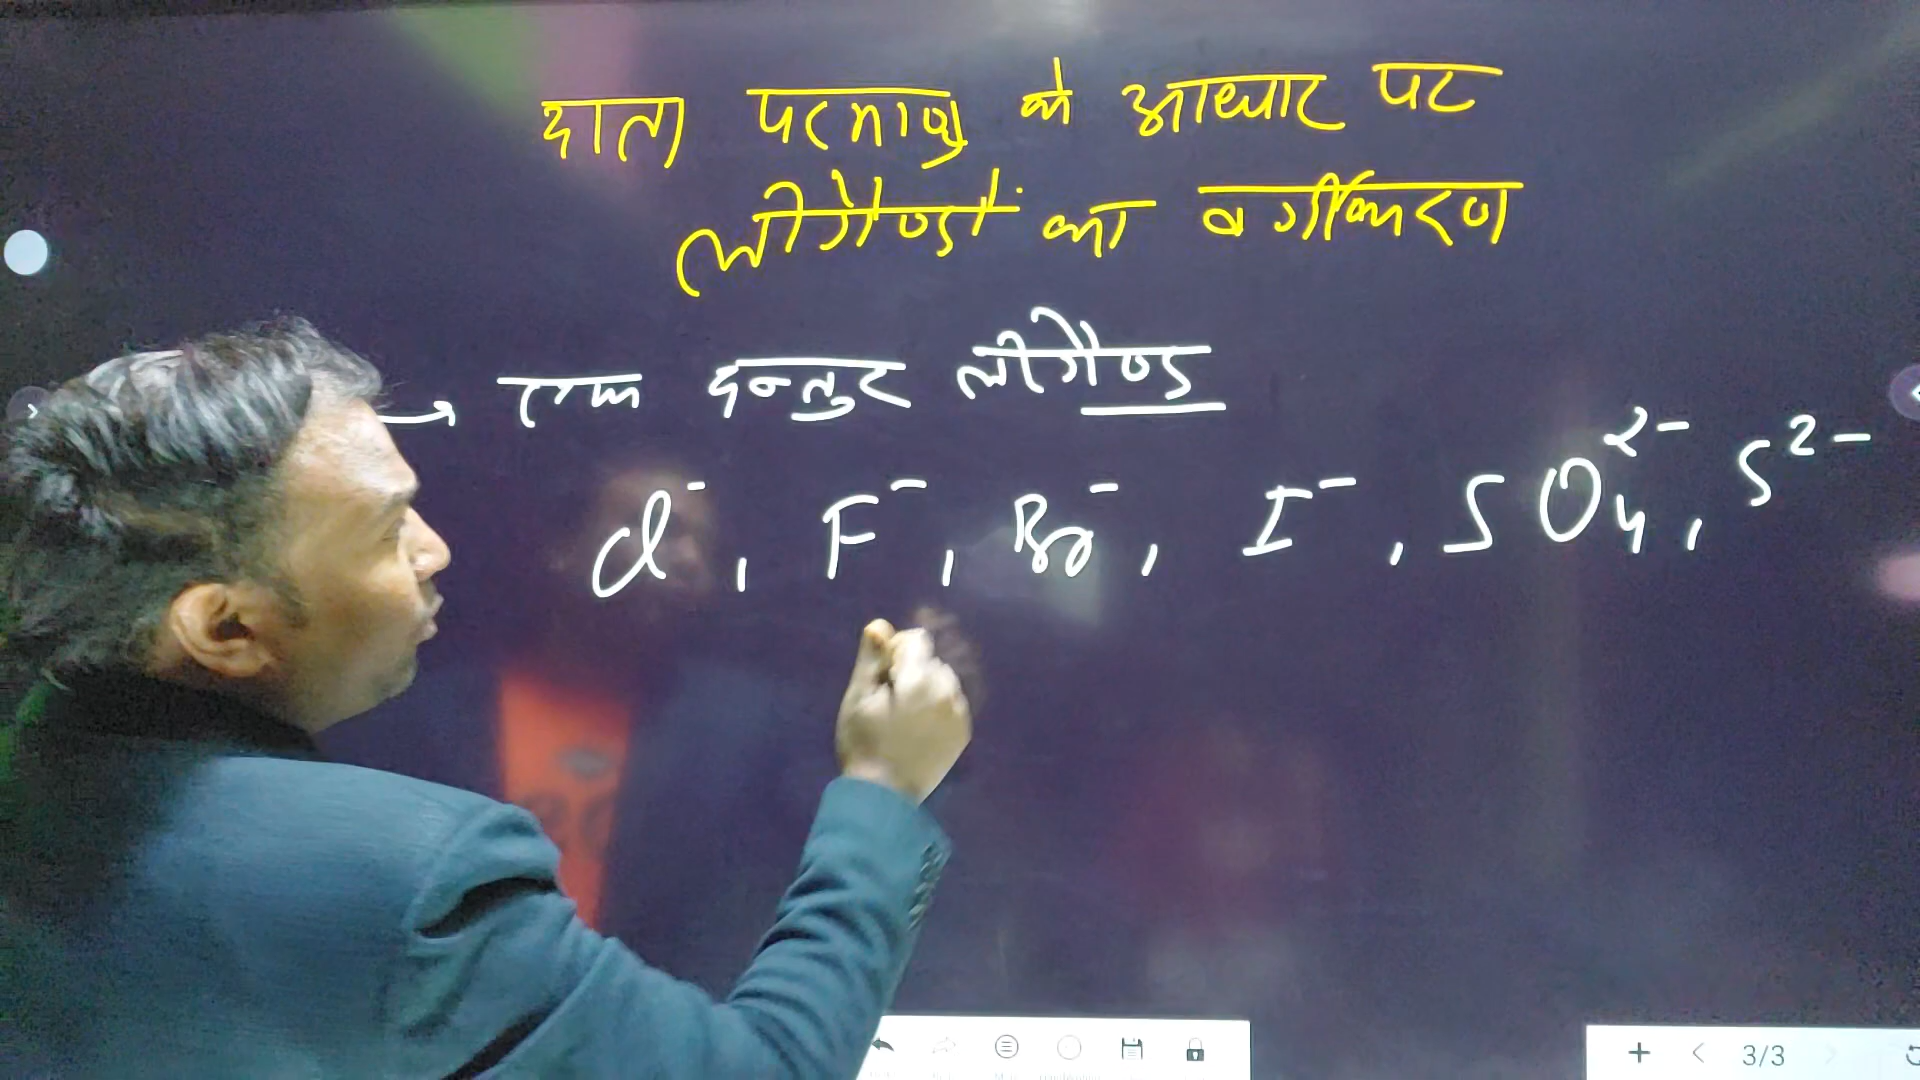 दाता परमाणु के आधार पर
लीगैण्डों का वर्गीकरण
→ एक दन्तुर लीगैण्ड
Cl⁻, F⁻, Br⁻, I⁻, SO₄²⁻, S²⁻
3/3